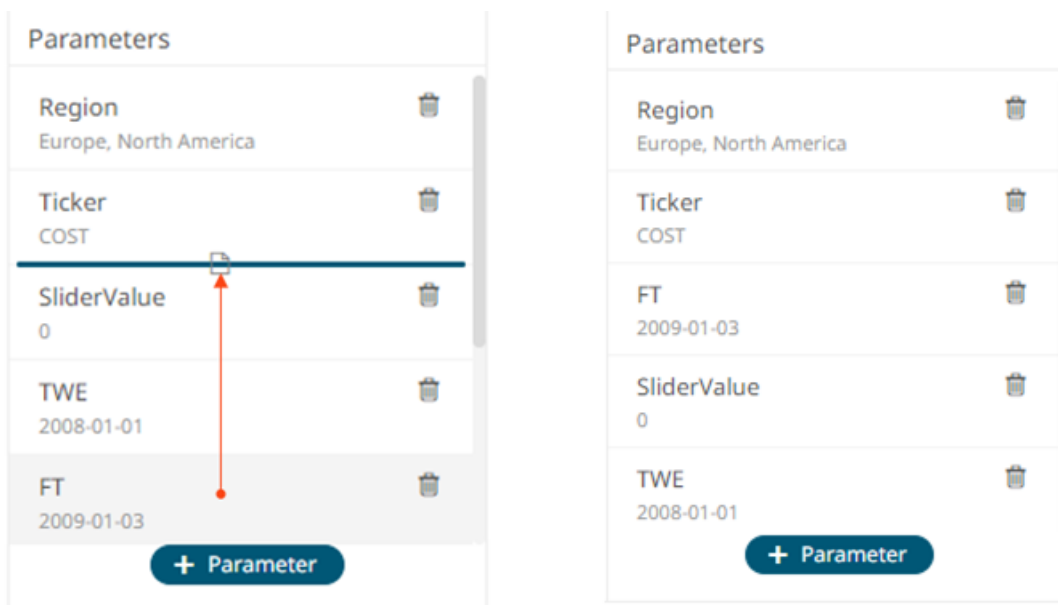 Parameters
Region
Europe, North America
Ticker
COST
SliderValue
0
TWE
2008-01-01
FT
2009-01-03
+ Parameter
Parameters
Region
Europe, North America
Ticker
COST
FT
2009-01-03
SliderValue
0
TWE
2008-01-01
+ Parameter